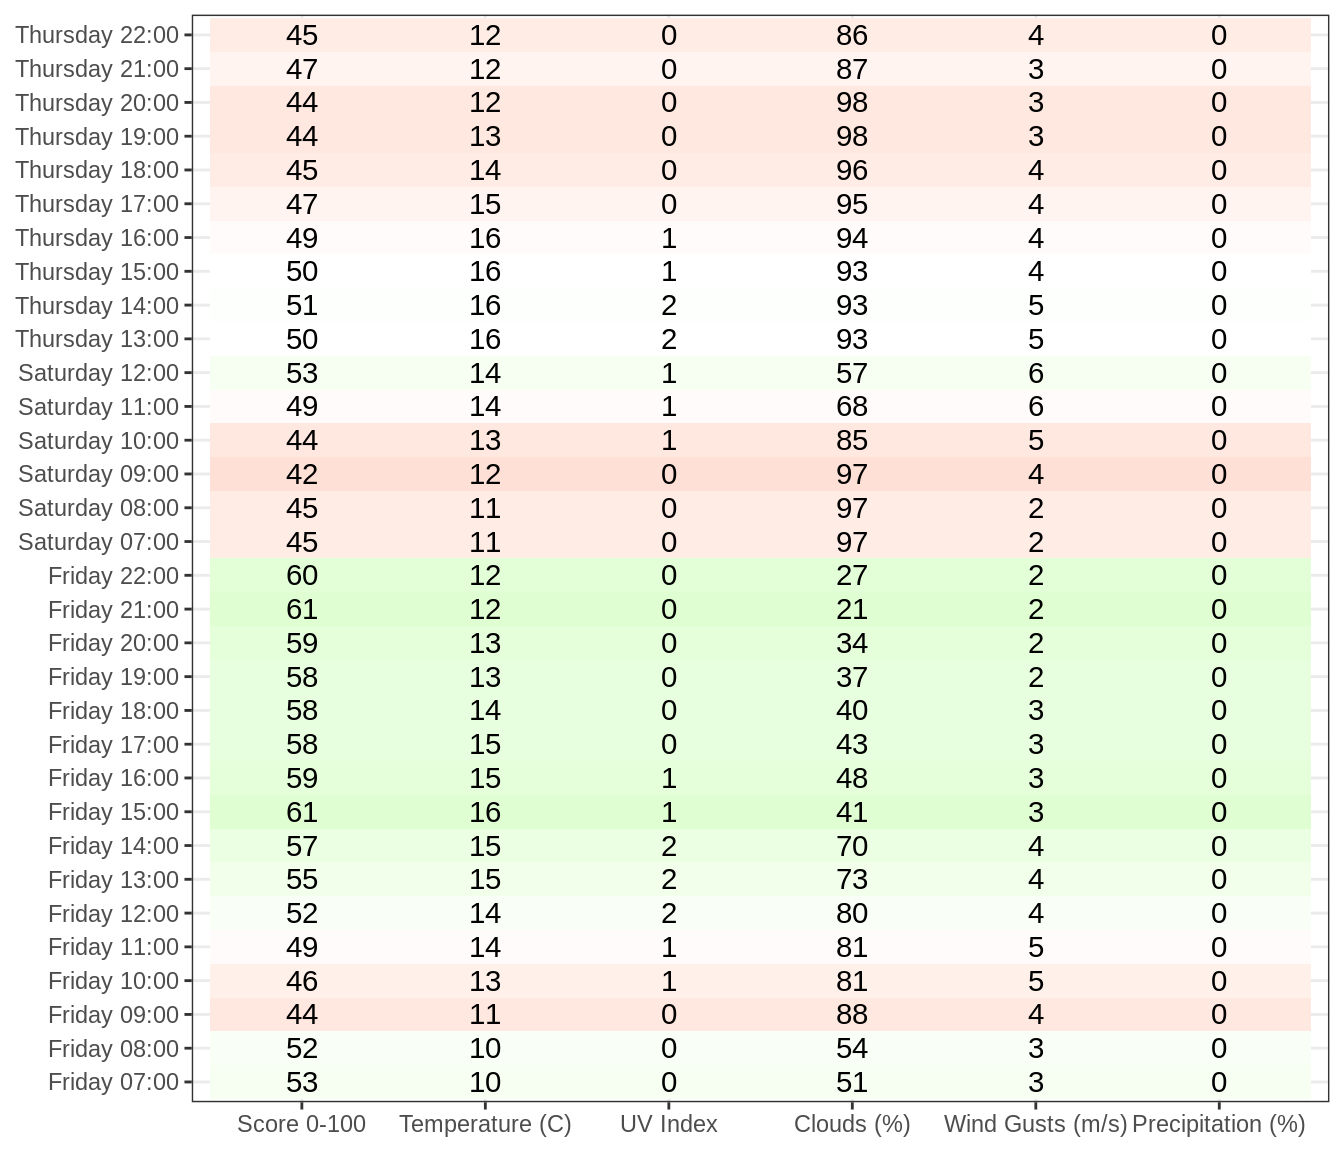 Thursday 22:00 45 12 0 86 4 0
Thursday 21:00 47 12 0 87 3 0
Thursday 20:00 44 12 0 98 3 0
Thursday 19:00 44 13 0 98 3 0
Thursday 18:00 45 14 0 96 4 0
Thursday 17:00 47 15 0 95 4 0
Thursday 16:00 49 16 1 94 4 0
Thursday 15:00 50 16 1 93 4 0
Thursday 14:00 51 16 2 93 5 0
Thursday 13:00 50 16 2 93 5 0
Saturday 12:00 53 14 1 57 6 0
Saturday 11:00 49 14 1 68 6 0
Saturday 10:00 44 13 1 85 5 0
Saturday 09:00 42 12 0 97 4 0
Saturday 08:00 45 11 0 97 2 0
Saturday 07:00 45 11 0 97 2 0
Friday 22:00 60 12 0 27 2 0
Friday 21:00 61 12 0 21 2 0
Friday 20:00 59 13 0 34 2 0
Friday 19:00 58 13 0 37 2 0
Friday 18:00 58 14 0 40 3 0
Friday 17:00 58 15 0 43 3 0
Friday 16:00 59 15 1 48 3 0
Friday 15:00 61 16 1 41 3 0
Friday 14:00 57 15 2 70 4 0
Friday 13:00 55 15 2 73 4 0
Friday 12:00 52 14 2 80 4 0
Friday 11:00 49 14 1 81 5 0
Friday 10:00 46 13 1 81 5 0
Friday 09:00 44 11 0 88 4 0
Friday 08:00 52 10 0 54 3 0
Friday 07:00 53 10 0 51 3 0
Score 0-100 Temperature (C) UV Index Clouds (%) Wind Gusts (m/s) Precipitation (%)